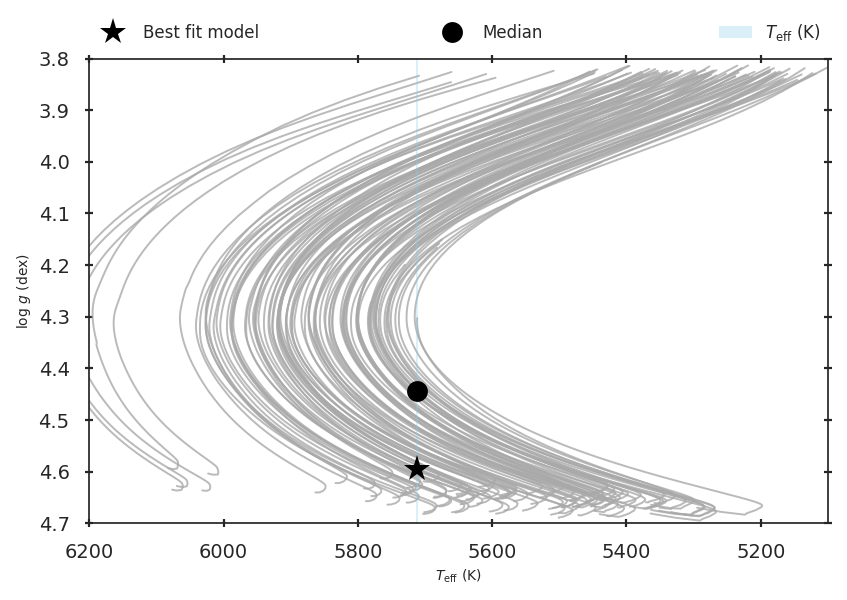 Best fit model Median T_eff (K)
3.8
3.9
4.0
4.1
4.2
4.3
4.4
4.5
4.6
4.7
log g (dex)
6200 6000 5800 5600 5400 5200
T_eff (K)